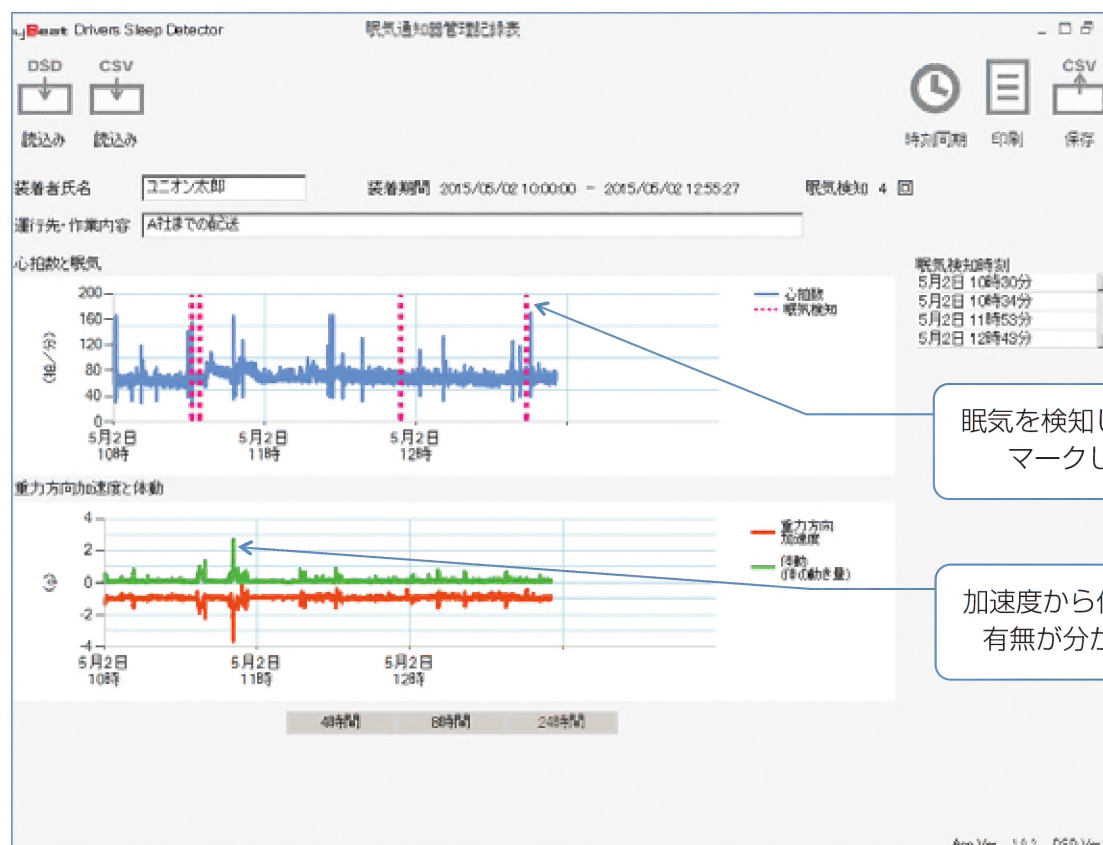 Drivers Sleep Detector
眠気通知器管理記録表
DSD
CSV
CSV
読込み
読込み
時刻同期
印刷
保存
装着者氏名
ユニオン太郎
装着期間 2015/05/02 10:00:00 － 2015/05/02 12:55:27
眠気検知 4 回
運行先・作業内容
A社までの配送
心拍数と眠気
眠気検知時刻
5月2日 10時30分
5月2日 10時34分
5月2日 11時53分
5月2日 12時43分
心拍数
眠気検知
200
160
120
80
40
0
(拍/分)
5月2日
10時
5月2日
11時
5月2日
12時
眠気を検知し
マークし
重力方向加速度と体動
4
2
0
-2
-4
(G)
重力方向
加速度
体動
(体の動き量)
5月2日
10時
5月2日
11時
5月2日
12時
加速度から
有無が分か
4時間
8時間
24時間